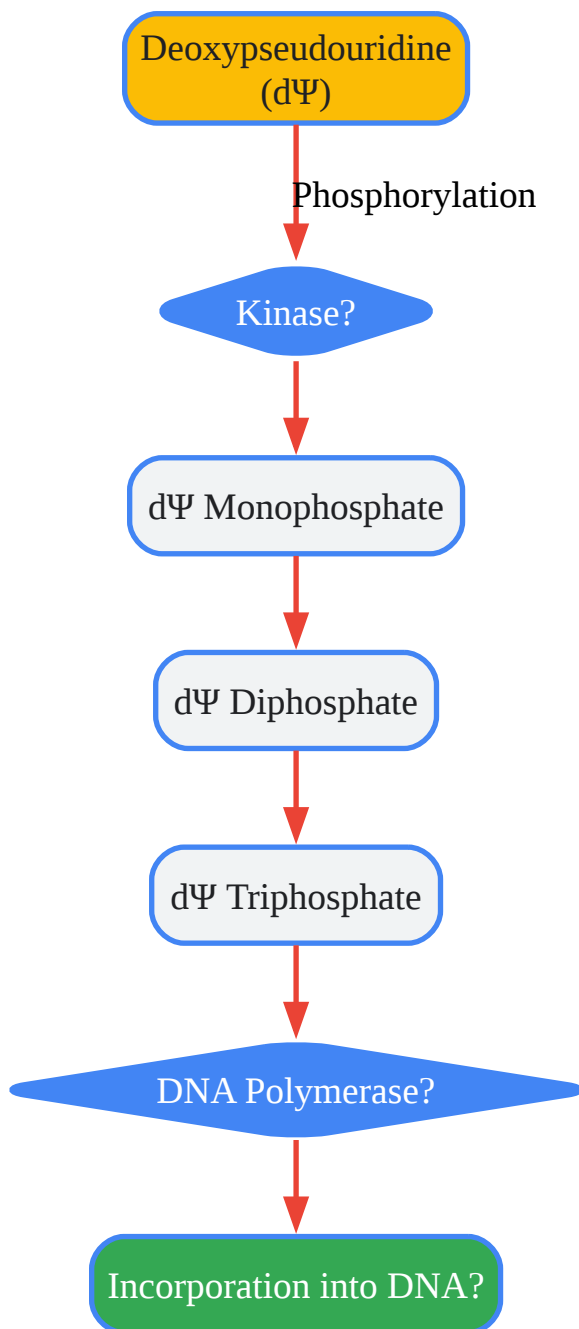 Deoxypseudouridine
(dΨ)
Phosphorylation
Kinase?
dΨ Monophosphate
dΨ Diphosphate
dΨ Triphosphate
DNA Polymerase?
Incorporation into DNA?